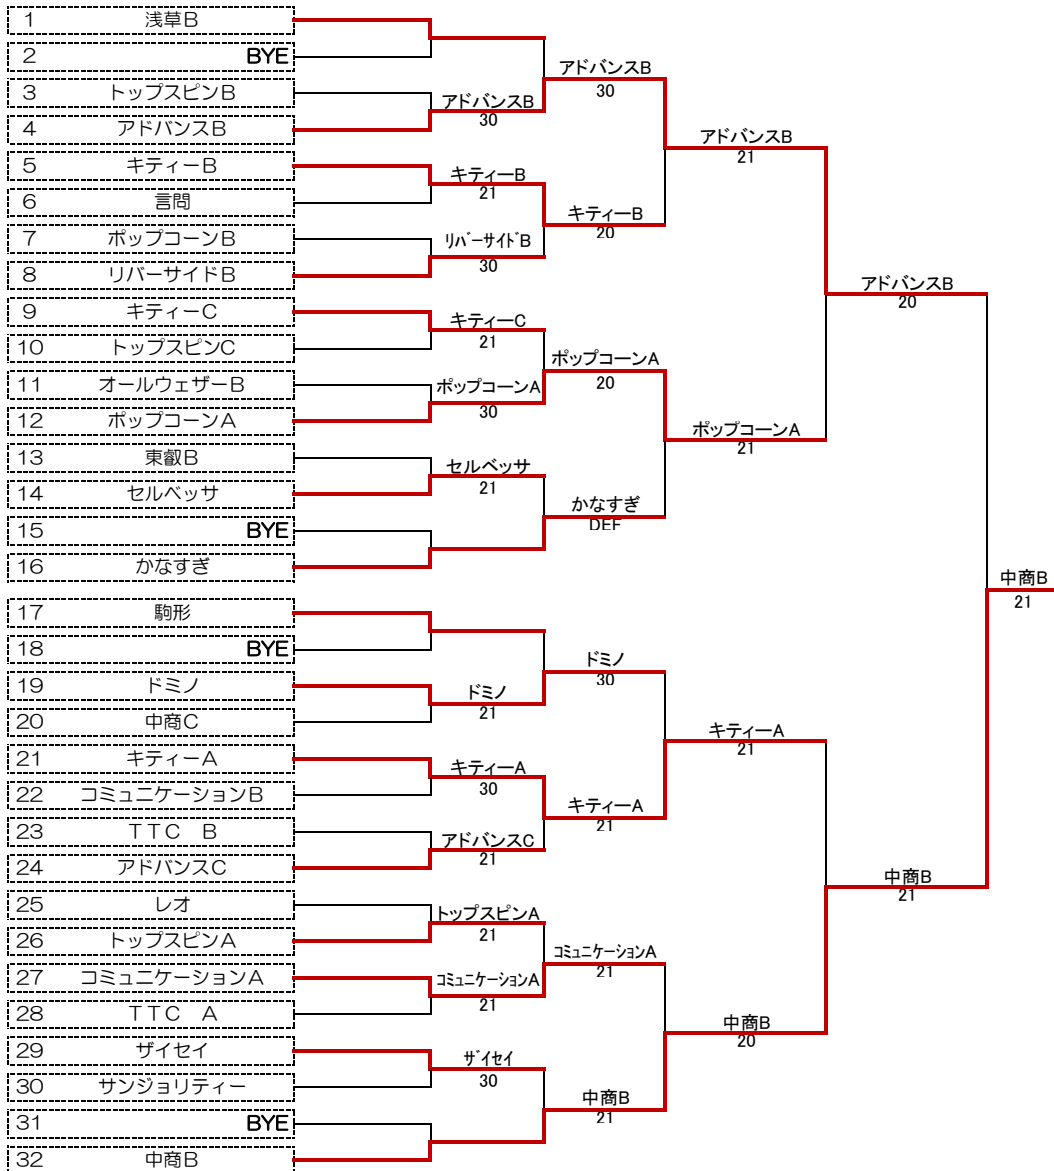 1 浅草B
2 BYE
3 トップスピンB
4 アドバンスB
5 キティーB
6 言問
7 ポップコーンB
8 リバーサイドB
9 キティーC
10 トップスピンC
11 オールウェザーB
12 ポップコーンA
13 東叡B
14 セルベッサ
15 BYE
16 かなすぎ
17 駒形
18 BYE
19 ドミノ
20 中商C
21 キティーA
22 コミュニケーションB
23 TTC B
24 アドバンスC
25 レオ
26 トップスピンA
27 コミュニケーションA
28 TTC A
29 ザイセイ
30 サンジョリティー
31 BYE
32 中商B
アドバンスB
30
キティーB
21
リバーサイドB
30
キティーC
21
ポップコーンA
30
セルベッサ
21
ドミノ
21
キティーA
30
アドバンスC
21
トップスピンA
21
コミュニケーションA
21
ザイセイ
30
アドバンスB
30
キティーB
20
ポップコーンA
20
かなすぎ
DEF
ドミノ
30
キティーA
21
コミュニケーションA
21
中商B
21
アドバンスB
21
ポップコーンA
21
キティーA
21
中商B
20
アドバンスB
20
中商B
21
中商B
21